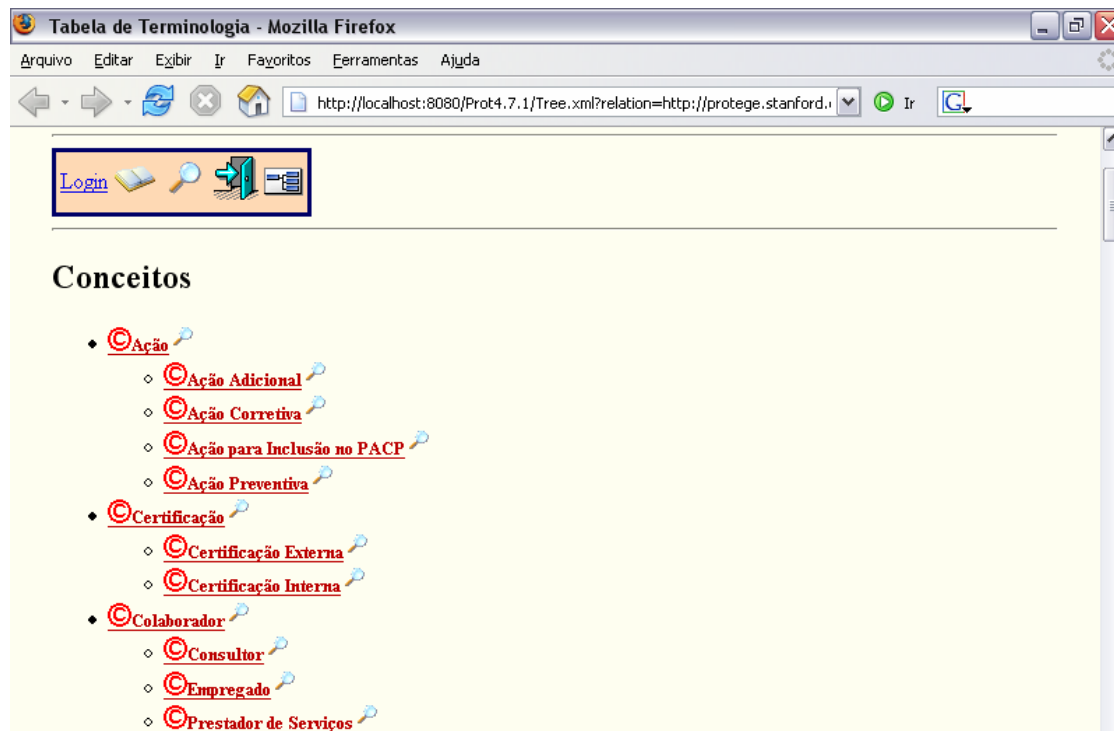 Tabela de Terminologia - Mozilla Firefox
Arquivo Editar Exibir Ir Favoritos Ferramentas Ajuda
http://localhost:8080/Prot4.7.1/Tree.xml?relation=http://protege.stanford. Ir G
Login
Conceitos
©Ação
©Ação Adicional
©Ação Corretiva
©Ação para Inclusão no PACP
©Ação Preventiva
©Certificação
©Certificação Externa
©Certificação Interna
©Colaborador
©Consultor
©Empregado
©Prestador de Serviços